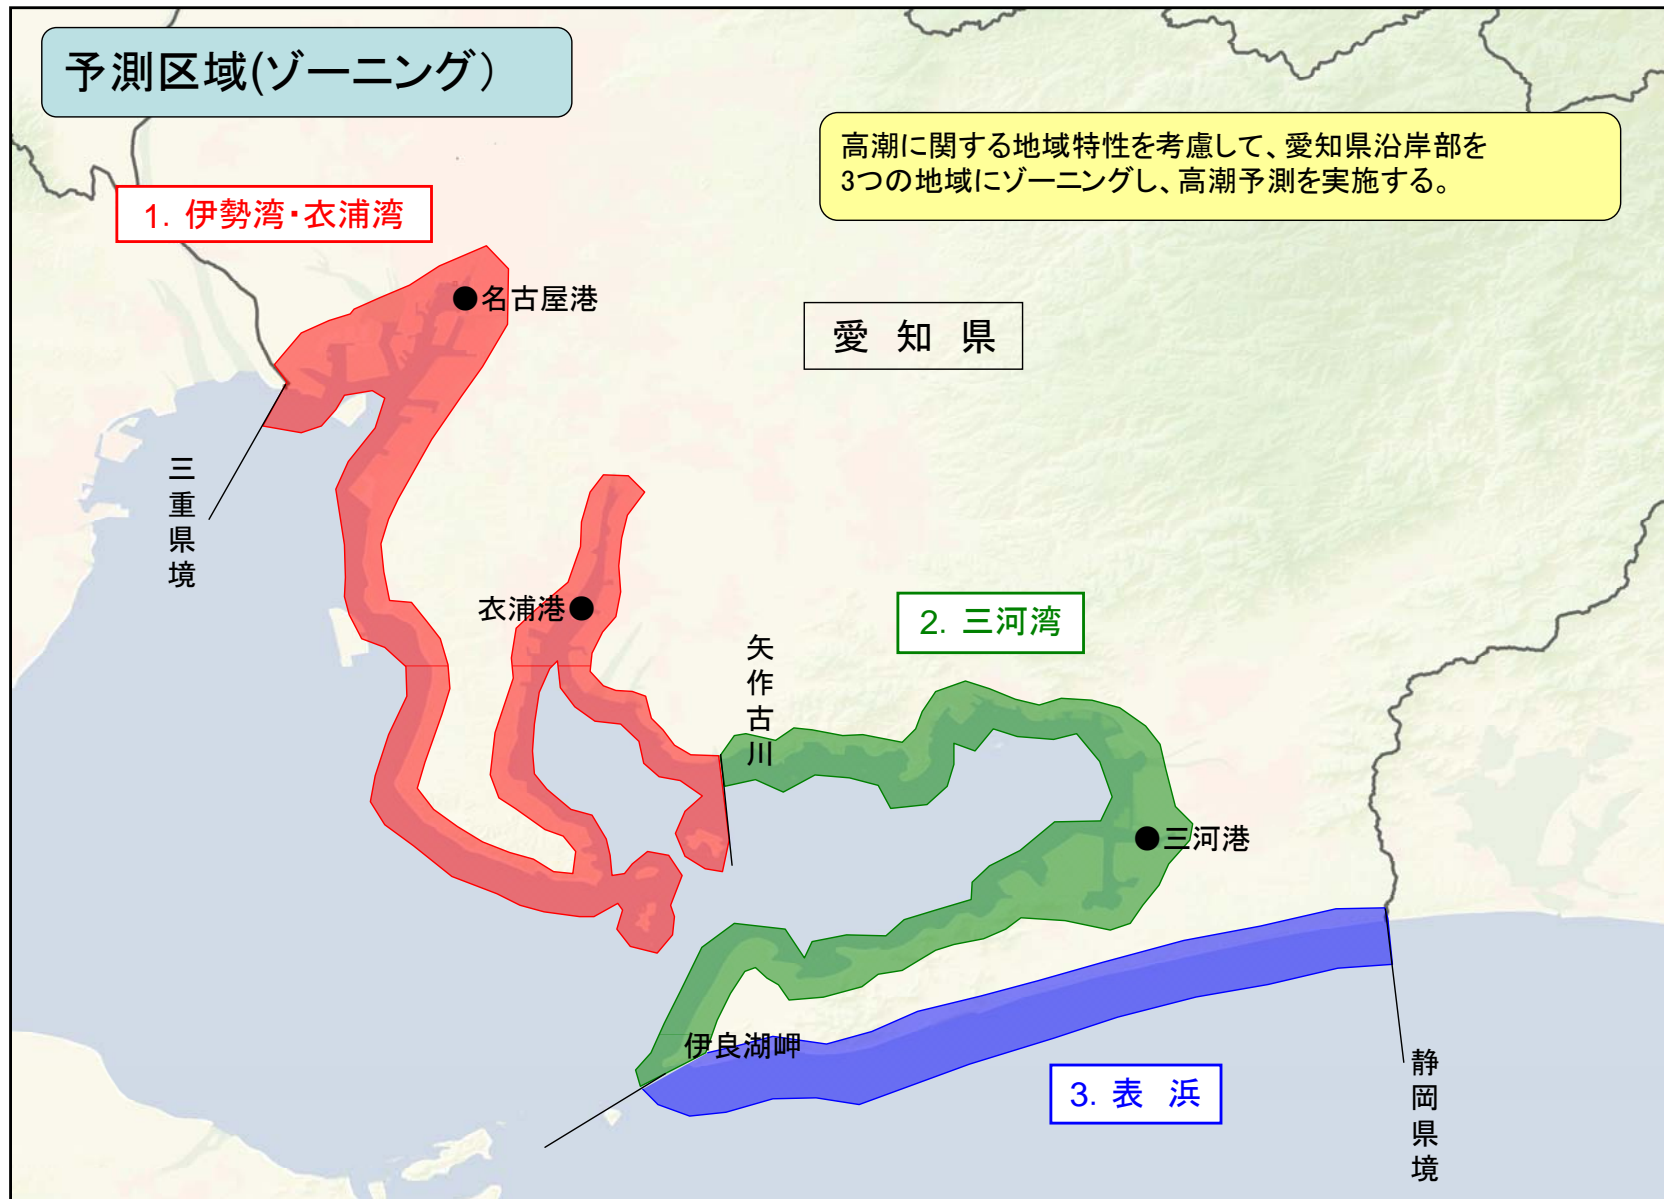 予測区域(ゾーニング）
高潮に関する地域特性を考慮して、愛知県沿岸部を
3つの地域にゾーニングし、高潮予測を実施する。
1. 伊勢湾・衣浦湾
名古屋港
愛 知 県
三重県境
衣浦港
2. 三河湾
矢作古川
三河港
伊良湖岬
3. 表 浜
静岡県境